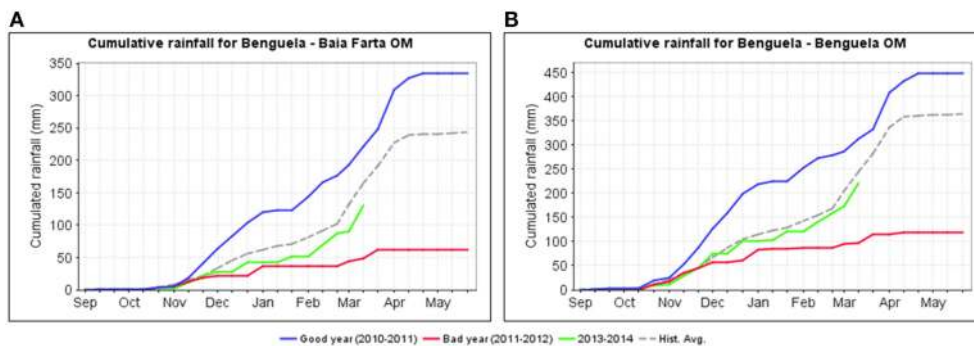 A
Cumulative rainfall for Benguela - Baia Farta OM
Cumulated rainfall (mm)
350
300
250
200
150
100
50
0
Sep Oct Nov Dec Jan Feb Mar Apr May
B
Cumulative rainfall for Benguela - Benguela OM
Cumulated rainfall (mm)
450
400
350
300
250
200
150
100
50
0
Sep Oct Nov Dec Jan Feb Mar Apr May
Good year (2010-2011) Bad year (2011-2012) 2013-2014 Hist. Avg.